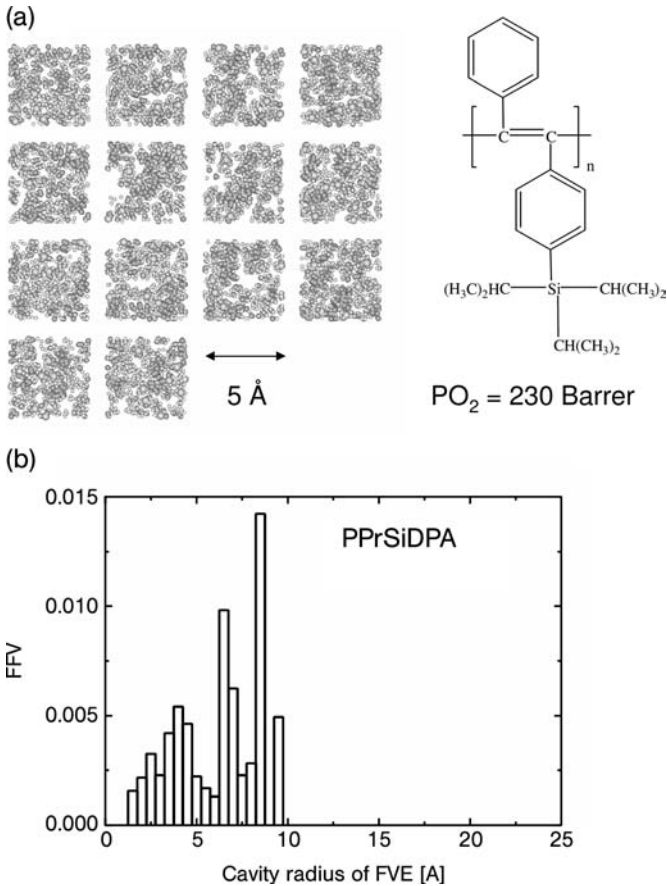 (a)
C
C
n
(H₃C)₂HC
Si
CH(CH₃)₂
CH(CH₃)₂
5 Å
PO₂ = 230 Barrer
(b)
PPrSiDPA
FFV
0.015
0.010
0.005
0.000
0
5
10
15
20
25
Cavity radius of FVE [A]